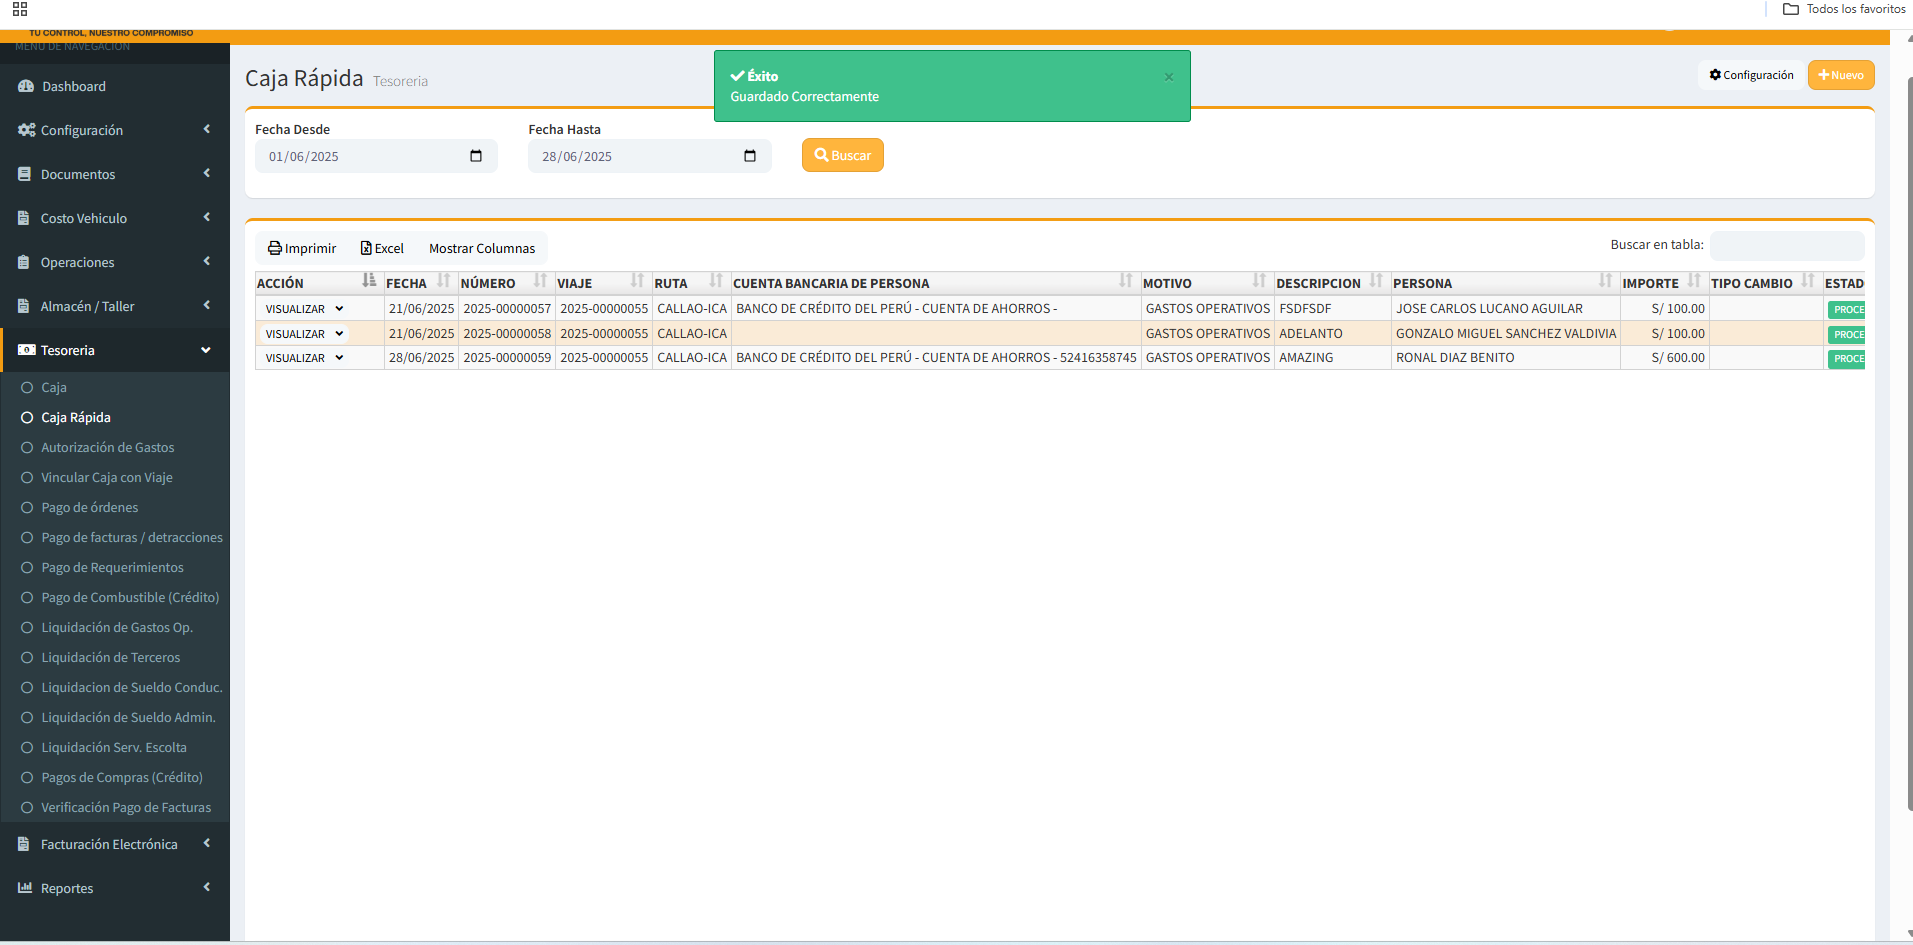 Todos los favoritos
TU CONTROL, NUESTRO COMPROMISO
MENÚ DE NAVEGACIÓN
Dashboard
Configuración
Documentos
Costo Vehiculo
Operaciones
Almacén / Taller
Tesoreria
Caja
Caja Rápida
Autorización de Gastos
Vincular Caja con Viaje
Pago de órdenes
Pago de facturas / detracciones
Pago de Requerimientos
Pago de Combustible (Crédito)
Liquidación de Gastos Op.
Liquidación de Terceros
Liquidacion de Sueldo Conduc.
Liquidación de Sueldo Admin.
Liquidación Serv. Escolta
Pagos de Compras (Crédito)
Verificación Pago de Facturas
Facturación Electrónica
Reportes
Caja Rápida Tesoreria
Éxito ×
Guardado Correctamente
Configuración Nuevo
Fecha Desde Fecha Hasta
01/06/2025 28/06/2025 Buscar
Imprimir Excel Mostrar Columnas Buscar en tabla:
ACCIÓN FECHA NÚMERO VIAJE RUTA CUENTA BANCARIA DE PERSONA MOTIVO DESCRIPCION PERSONA IMPORTE TIPO CAMBIO ESTAD
VISUALIZAR 21/06/2025 2025-00000057 2025-00000055 CALLAO-ICA BANCO DE CRÉDITO DEL PERÚ - CUENTA DE AHORROS - GASTOS OPERATIVOS FSDFSDF JOSE CARLOS LUCANO AGUILAR S/ 100.00 PROCE
VISUALIZAR 21/06/2025 2025-00000058 2025-00000055 CALLAO-ICA GASTOS OPERATIVOS ADELANTO GONZALO MIGUEL SANCHEZ VALDIVIA S/ 100.00 PROCE
VISUALIZAR 28/06/2025 2025-00000059 2025-00000055 CALLAO-ICA BANCO DE CRÉDITO DEL PERÚ - CUENTA DE AHORROS - 52416358745 GASTOS OPERATIVOS AMAZING RONAL DIAZ BENITO S/ 600.00 PROCE